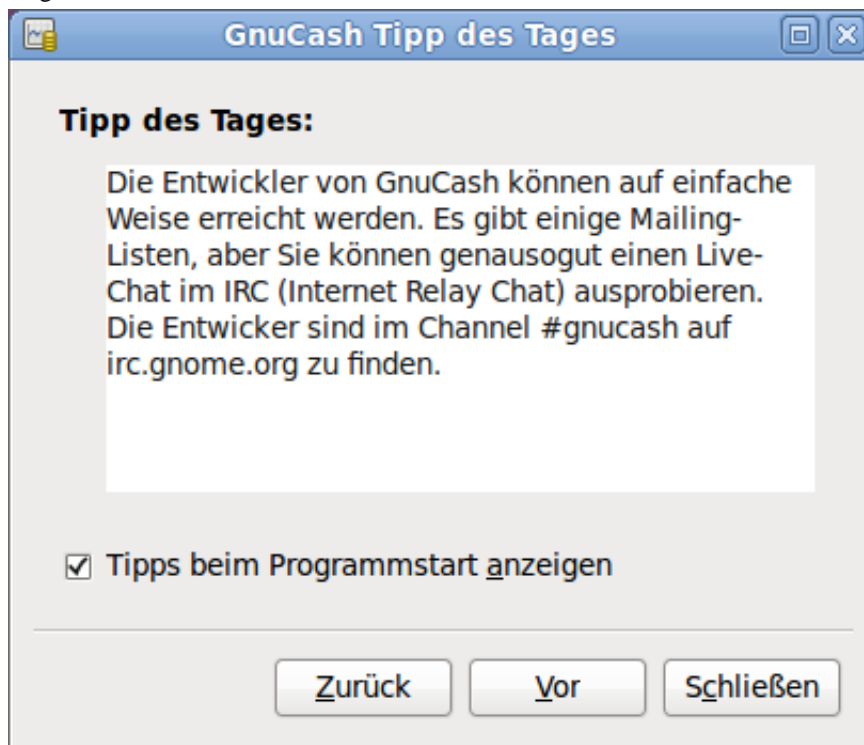 GnuCash Tipp des Tages
Tipp des Tages:
Die Entwickler von GnuCash können auf einfache
Weise erreicht werden. Es gibt einige Mailing-
Listen, aber Sie können genausogut einen Live-
Chat im IRC (Internet Relay Chat) ausprobieren.
Die Entwicker sind im Channel #gnucash auf
irc.gnome.org zu finden.
Tipps beim Programmstart anzeigen
Zurück Vor Schließen